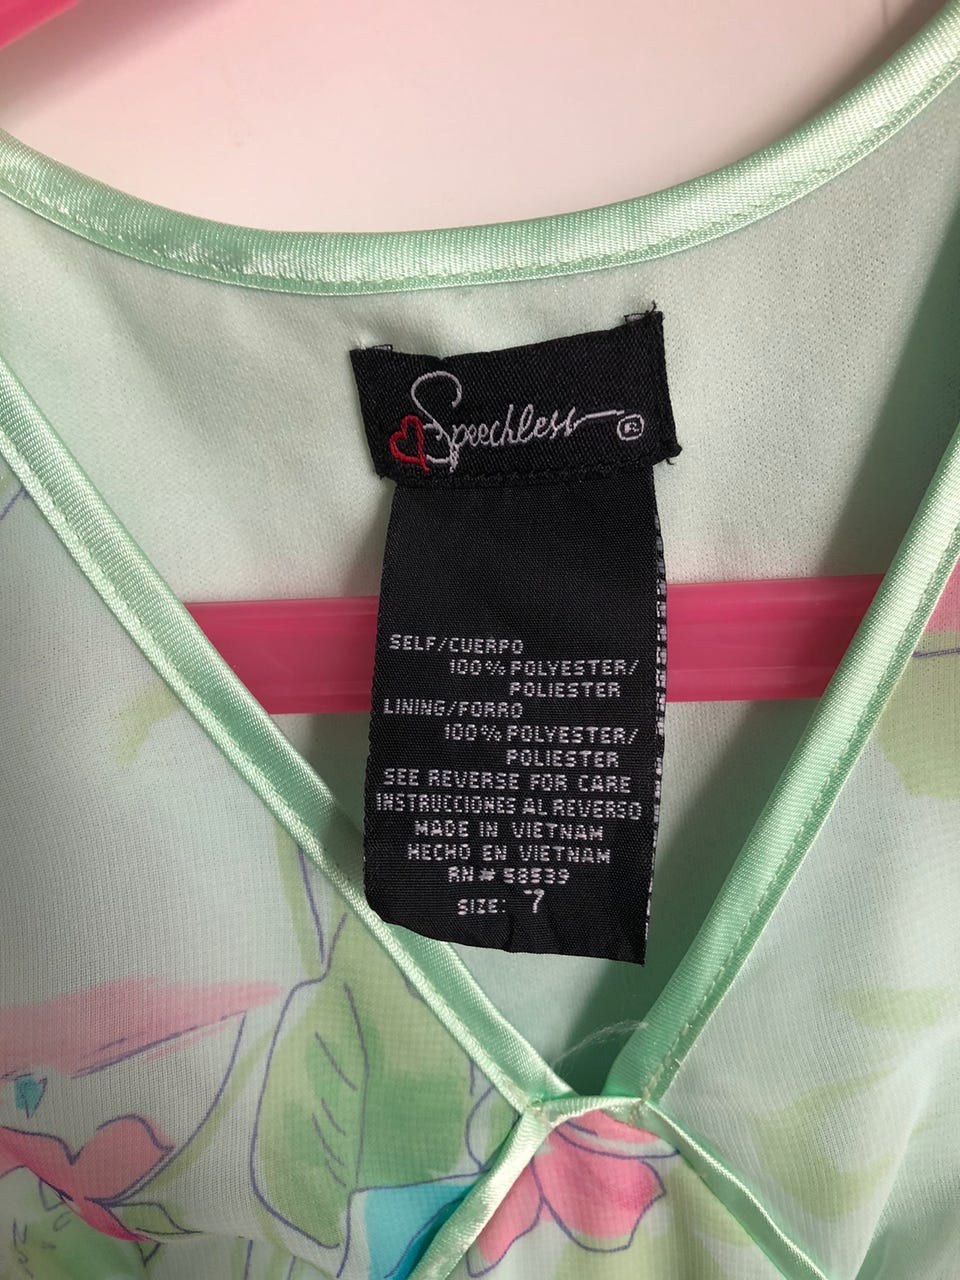 Speechless ®
SELF/CUERPO
100% POLYESTER/
POLIESTER
LINING/FORRO
100% POLYESTER/
POLIESTER
SEE REVERSE FOR CARE
INSTRUCCIONES AL REVERSO
MADE IN VIETNAM
HECHO EN VIETNAM
RN# 58539
SIZE: 7